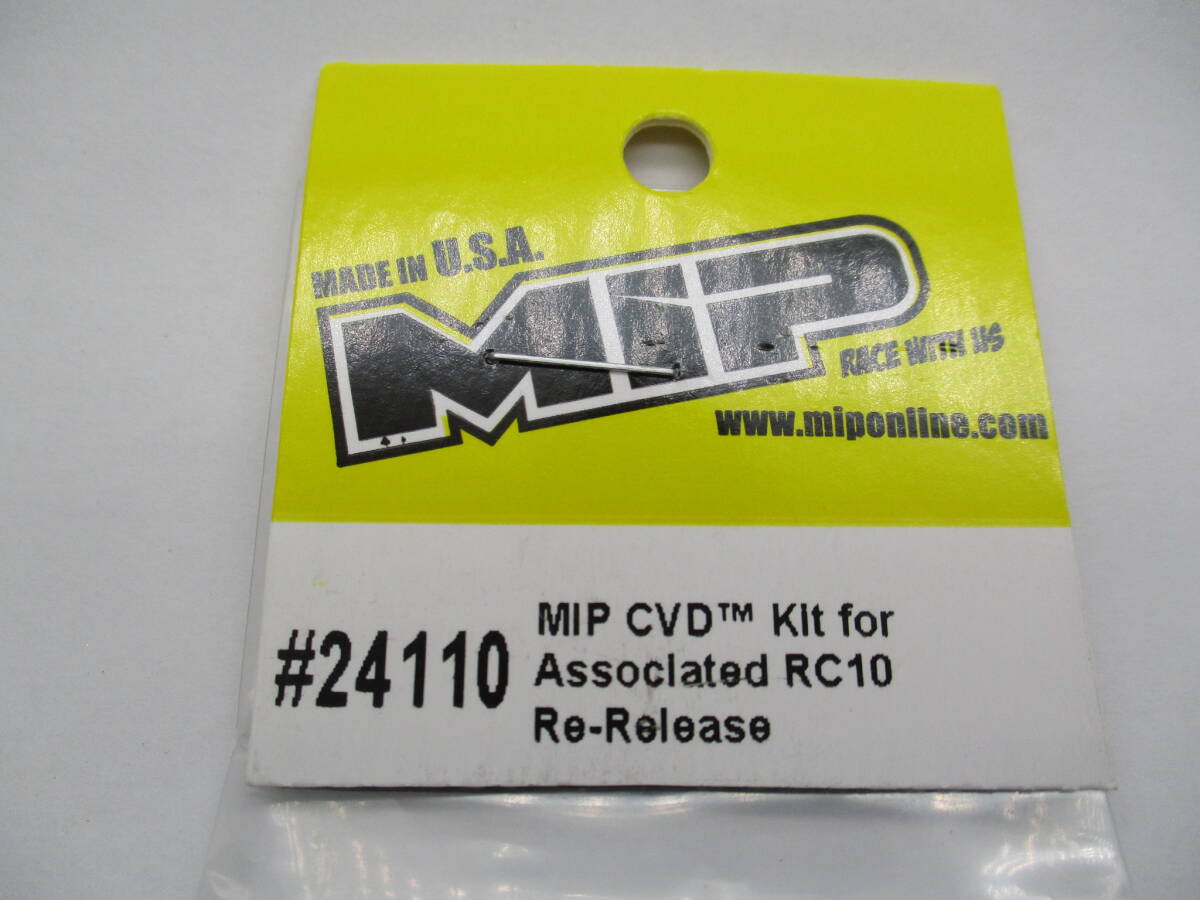 MADE IN U.S.A.
MIP
RACE WITH US
www.miponline.com
#24110
MIP CVD™ Kit for
Associated RC10
Re-Release